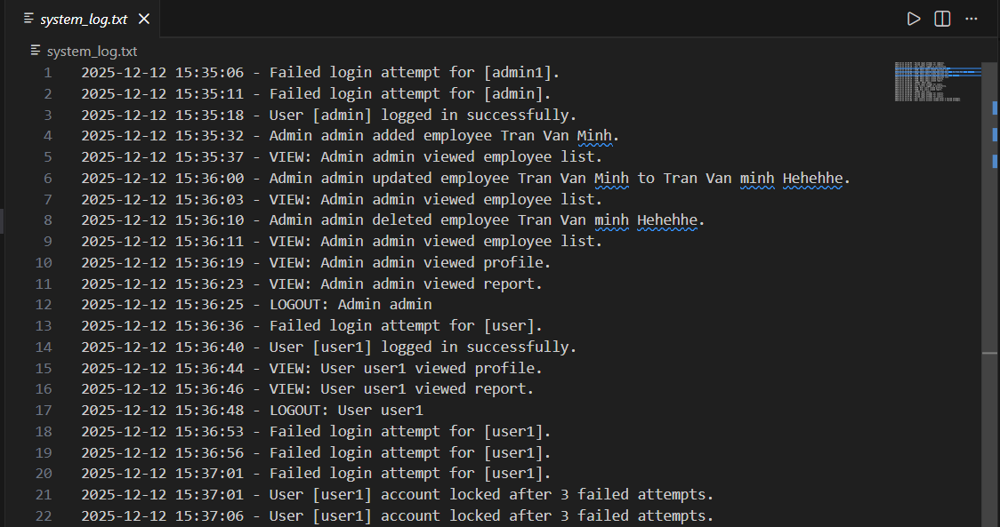 system_log.txt
system_log.txt
1 2025-12-12 15:35:06 - Failed login attempt for [admin1].
2 2025-12-12 15:35:11 - Failed login attempt for [admin].
3 2025-12-12 15:35:18 - User [admin] logged in successfully.
4 2025-12-12 15:35:32 - Admin admin added employee Tran Van Minh.
5 2025-12-12 15:35:37 - VIEW: Admin admin viewed employee list.
6 2025-12-12 15:36:00 - Admin admin updated employee Tran Van Minh to Tran Van minh Hehehhe.
7 2025-12-12 15:36:03 - VIEW: Admin admin viewed employee list.
8 2025-12-12 15:36:10 - Admin admin deleted employee Tran Van minh Hehehhe.
9 2025-12-12 15:36:11 - VIEW: Admin admin viewed employee list.
10 2025-12-12 15:36:19 - VIEW: Admin admin viewed profile.
11 2025-12-12 15:36:23 - VIEW: Admin admin viewed report.
12 2025-12-12 15:36:25 - LOGOUT: Admin admin
13 2025-12-12 15:36:36 - Failed login attempt for [user].
14 2025-12-12 15:36:40 - User [user1] logged in successfully.
15 2025-12-12 15:36:44 - VIEW: User user1 viewed profile.
16 2025-12-12 15:36:46 - VIEW: User user1 viewed report.
17 2025-12-12 15:36:48 - LOGOUT: User user1
18 2025-12-12 15:36:53 - Failed login attempt for [user1].
19 2025-12-12 15:36:56 - Failed login attempt for [user1].
20 2025-12-12 15:37:01 - Failed login attempt for [user1].
21 2025-12-12 15:37:01 - User [user1] account locked after 3 failed attempts.
22 2025-12-12 15:37:06 - User [user1] account locked after 3 failed attempts.